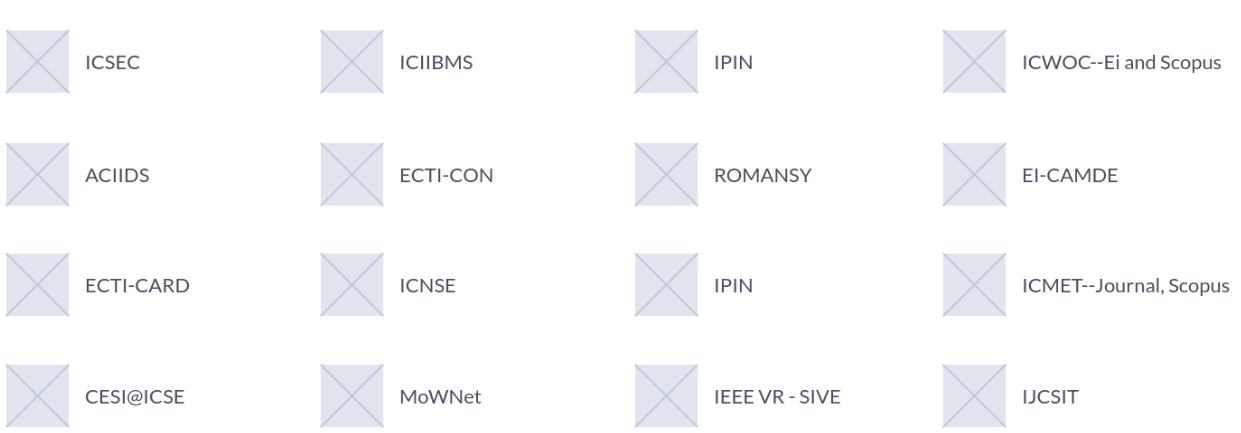 ICSEC
ICIIBMS
IPIN
ICWOC--Ei and Scopus
ACIIDS
ECTI-CON
ROMANSY
EI-CAMDE
ECTI-CARD
ICNSE
IPIN
ICMET--Journal, Scopus
CESI@ICSE
MoWNet
IEEE VR - SIVE
IJCSIT